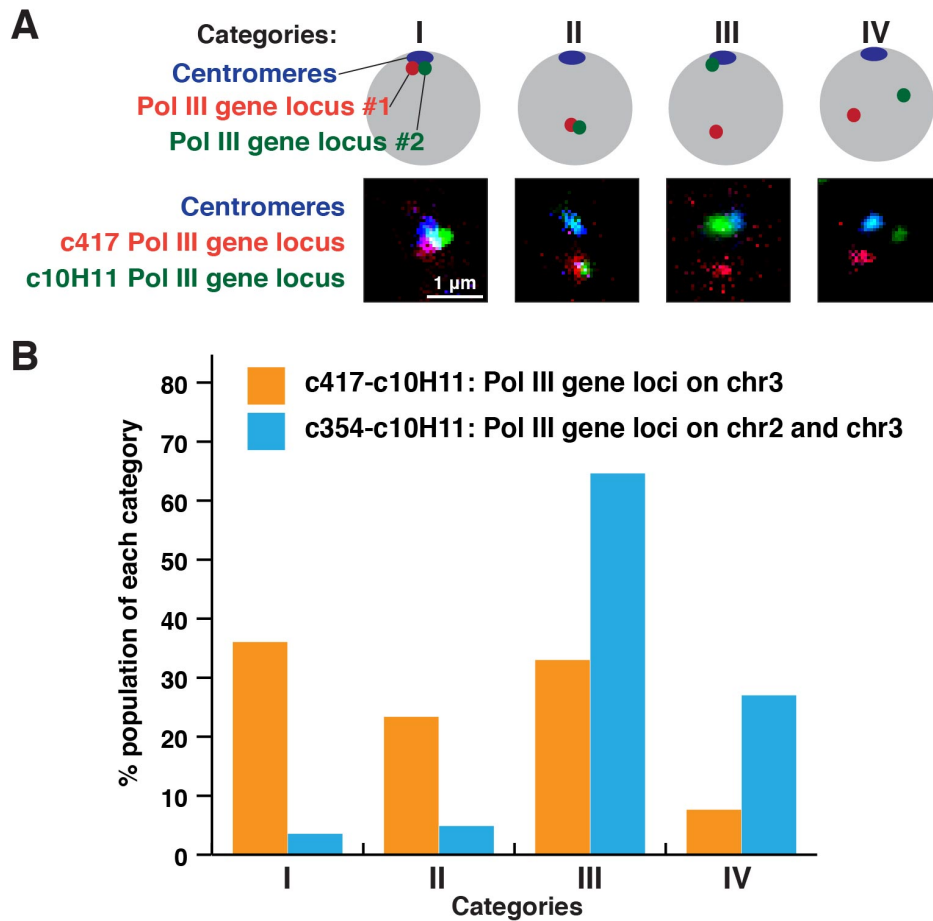 A
Categories: I II III IV
Centromeres
Pol III gene locus #1
Pol III gene locus #2
Centromeres
c417 Pol III gene locus
c10H11 Pol III gene locus
1 µm
B
c417-c10H11: Pol III gene loci on chr3
c354-c10H11: Pol III gene loci on chr2 and chr3
% population of each category
80
70
60
50
40
30
20
10
0
I II III IV
Categories